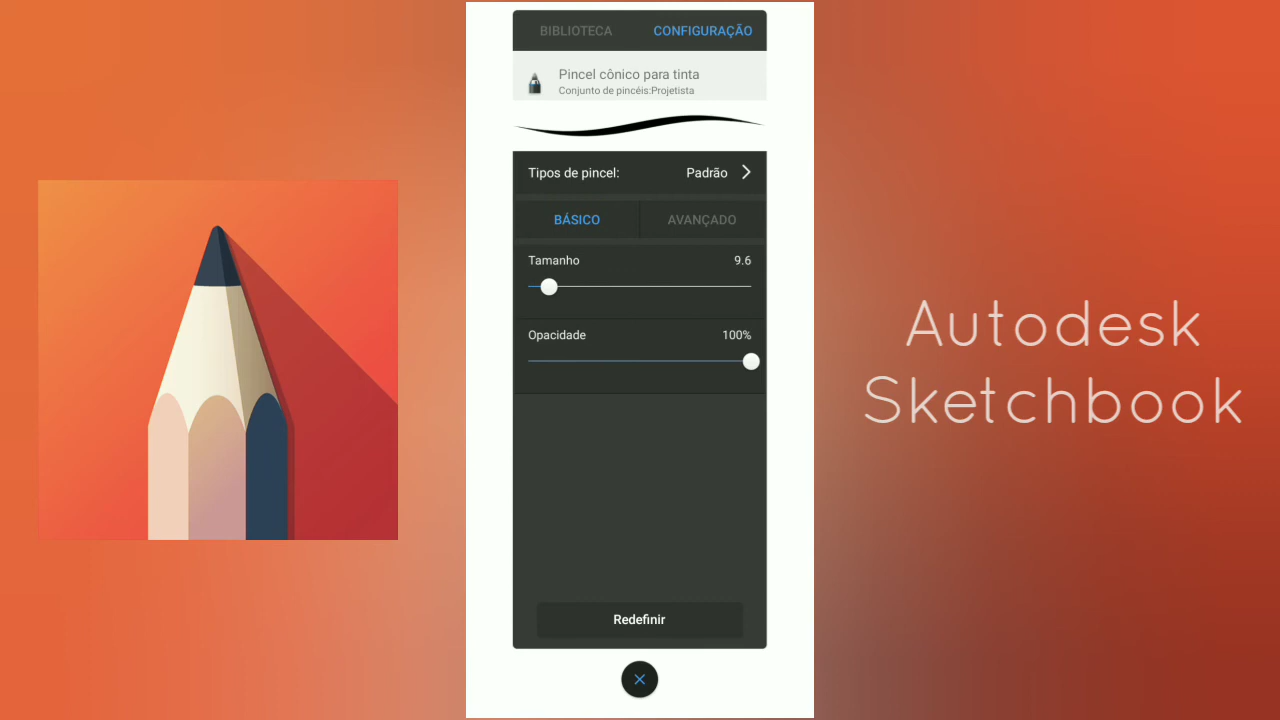 BIBLIOTECA CONFIGURAÇÃO
Pincel cônico para tinta
Conjunto de pincéis:Projetista
Tipos de pincel: Padrão
BÁSICO AVANÇADO
Tamanho 9.6
Opacidade 100%
Redefinir
Autodesk
Sketchbook